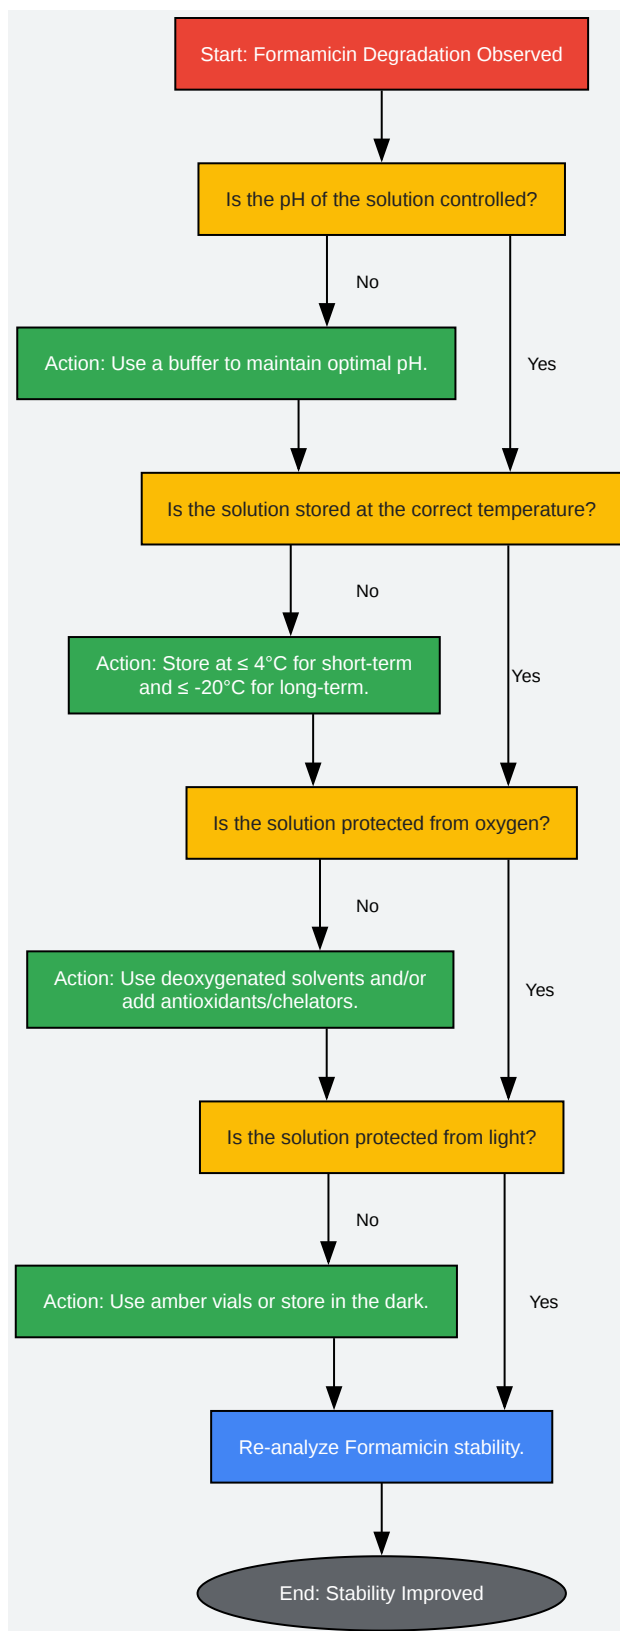 Start: Formamicin Degradation Observed
Is the pH of the solution controlled?
No
Action: Use a buffer to maintain optimal pH.
Yes
Is the solution stored at the correct temperature?
No
Action: Store at ≤ 4°C for short-term
and ≤ -20°C for long-term.
Yes
Is the solution protected from oxygen?
No
Action: Use deoxygenated solvents and/or
add antioxidants/chelators.
Yes
Is the solution protected from light?
No
Action: Use amber vials or store in the dark.
Yes
Re-analyze Formamicin stability.
End: Stability Improved